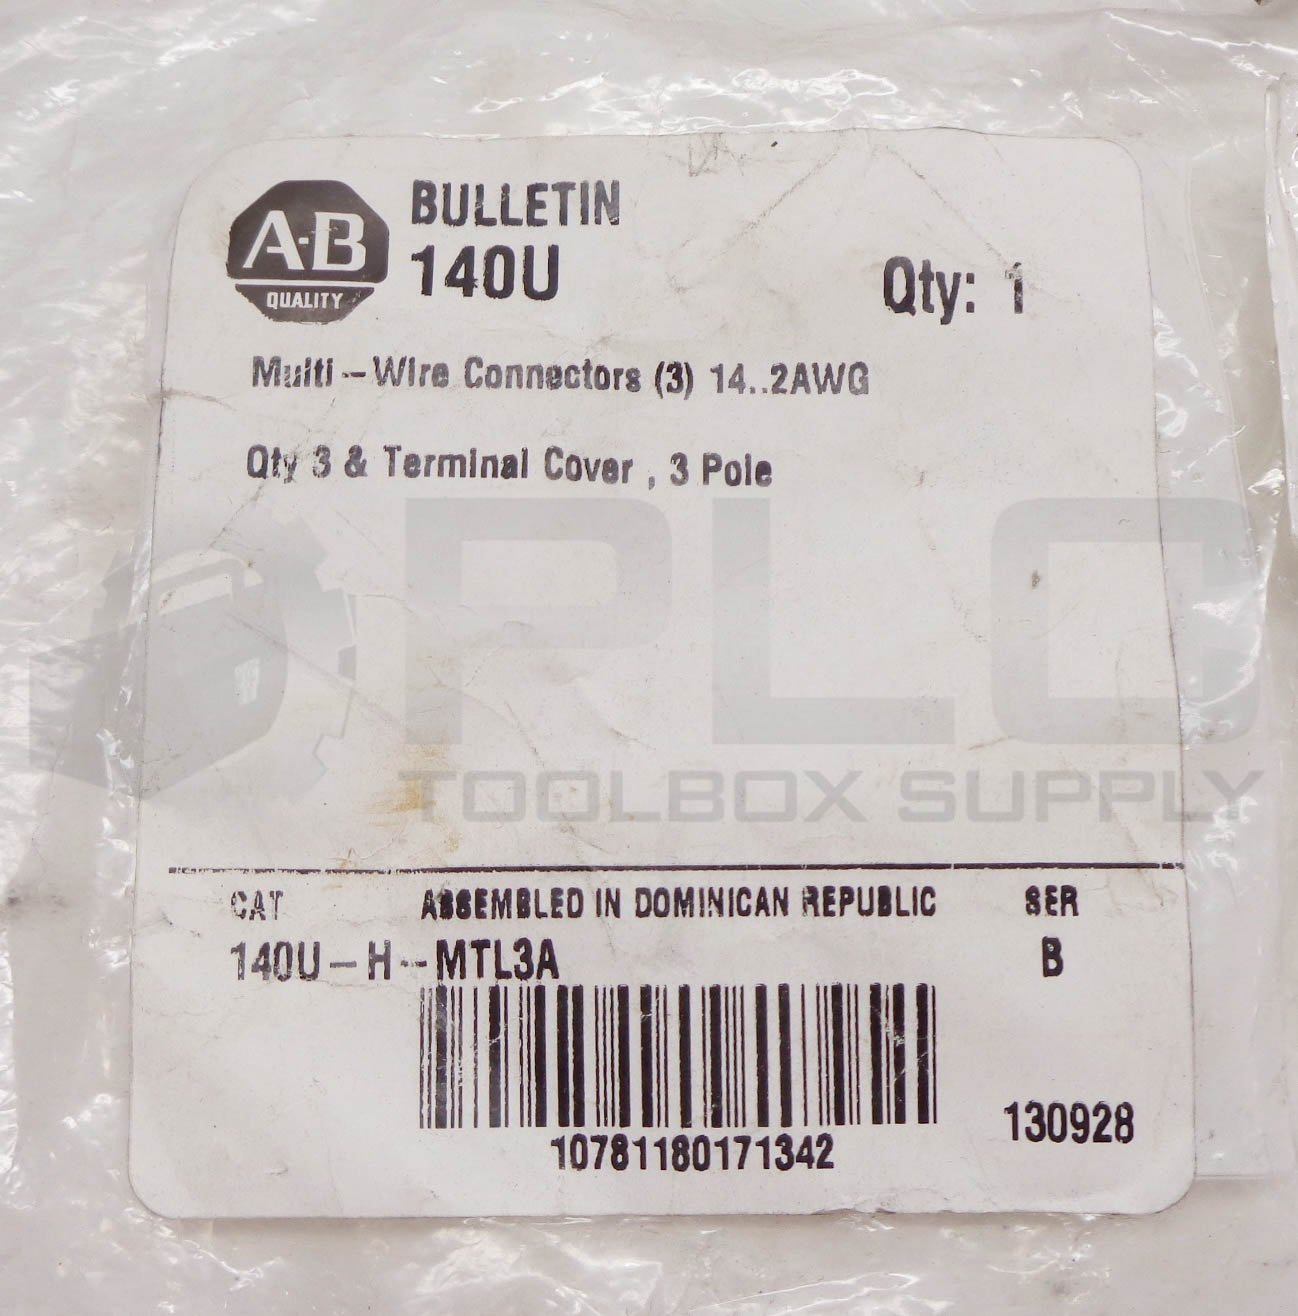 A-B
QUALITY
BULLETIN
140U
Qty: 1
Multi-Wire Connectors (3) 14..2AWG
Qty 3 & Terminal Cover , 3 Pole
PLC
TOOLBOX SUPPLY
CAT
ASSEMBLED IN DOMINICAN REPUBLIC
SER
140U-H-MTL3A
B
10781180171342
130928